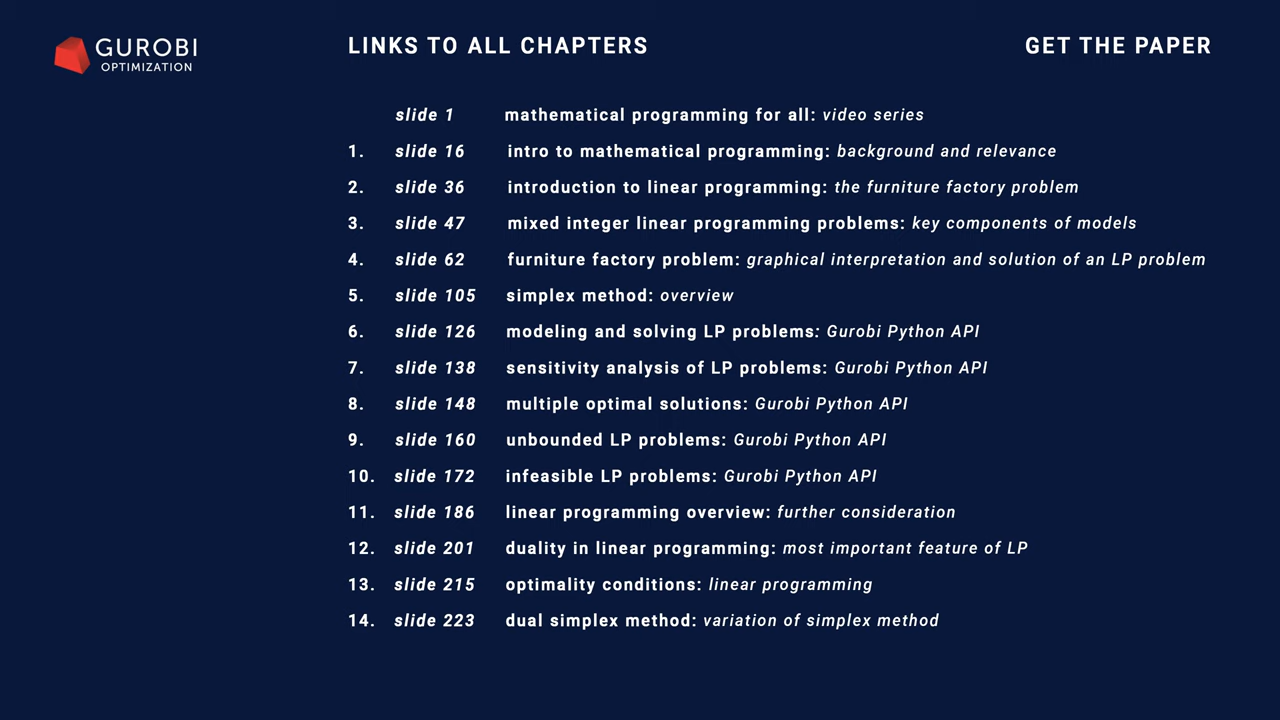 GUROBI
OPTIMIZATION
LINKS TO ALL CHAPTERS
GET THE PAPER
slide 1 mathematical programming for all: video series
1. slide 16 intro to mathematical programming: background and relevance
2. slide 36 introduction to linear programming: the furniture factory problem
3. slide 47 mixed integer linear programming problems: key components of models
4. slide 62 furniture factory problem: graphical interpretation and solution of an LP problem
5. slide 105 simplex method: overview
6. slide 126 modeling and solving LP problems: Gurobi Python API
7. slide 138 sensitivity analysis of LP problems: Gurobi Python API
8. slide 148 multiple optimal solutions: Gurobi Python API
9. slide 160 unbounded LP problems: Gurobi Python API
10. slide 172 infeasible LP problems: Gurobi Python API
11. slide 186 linear programming overview: further consideration
12. slide 201 duality in linear programming: most important feature of LP
13. slide 215 optimality conditions: linear programming
14. slide 223 dual simplex method: variation of simplex method